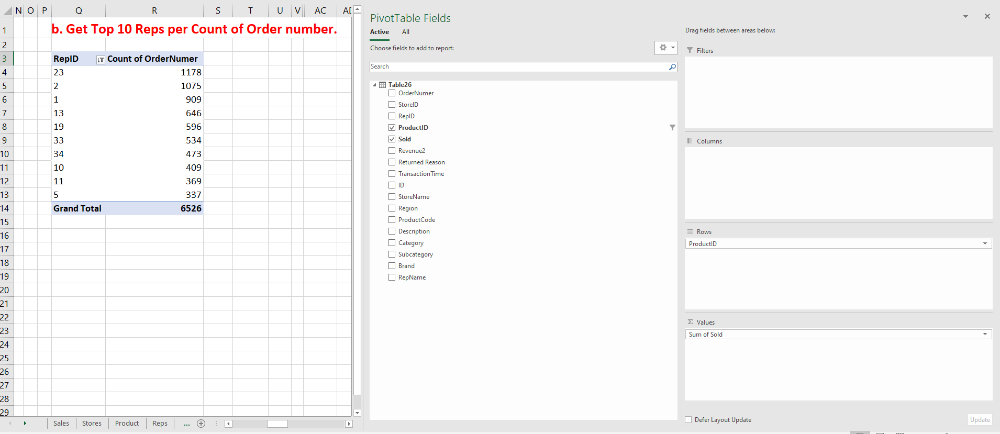 N O P Q R S T U V AC
1 b. Get Top 10 Reps per Count of Order number.
2
3 RepID Count of OrderNumer
4 23 1178
5 2 1075
6 1 909
7 13 646
8 19 596
9 33 534
10 34 473
11 10 409
12 11 369
13 5 337
14 Grand Total 6526
15
16
17
18
19
20
21
22
23
24
25
26
27
28
29
Sales Stores Product Reps ...
PivotTable Fields
Active All
Choose fields to add to report:
Search
Table26
OrderNumer
StoreID
RepID
ProductID
Sold
Revenue2
Returned Reason
TransactionTime
ID
StoreName
Region
ProductCode
Description
Category
Subcategory
Brand
RepName
Drag fields between areas below:
Filters
Columns
Rows
ProductID
Σ Values
Sum of Sold
Defer Layout Update
Update